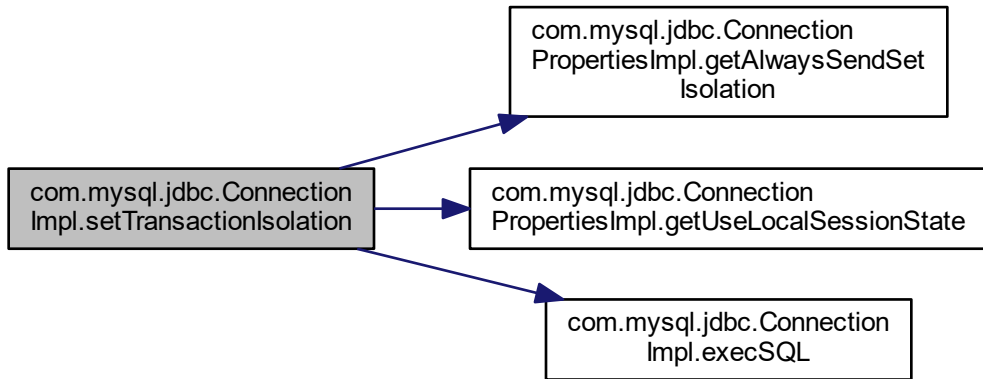 com.mysql.jdbc.Connection
PropertiesImpl.getAlwaysSendSet
Isolation
com.mysql.jdbc.Connection
Impl.setTransactionIsolation
com.mysql.jdbc.Connection
PropertiesImpl.getUseLocalSessionState
com.mysql.jdbc.Connection
Impl.execSQL